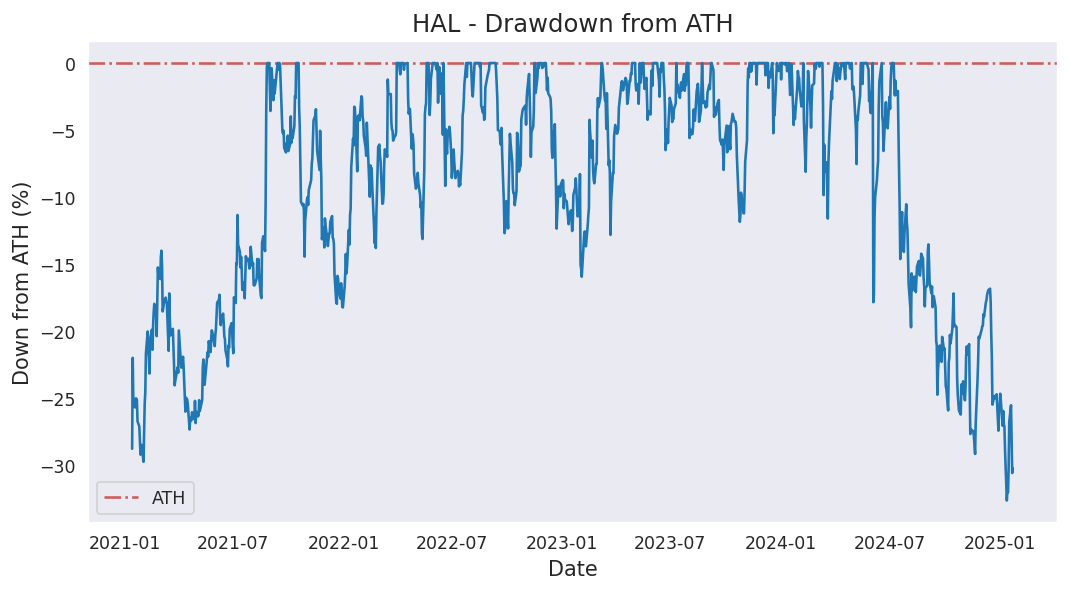 HAL - Drawdown from ATH
Down from ATH (%)
0
−5
−10
−15
−20
−25
−30
ATH
2021-01 2021-07 2022-01 2022-07 2023-01 2023-07 2024-01 2024-07 2025-01
Date